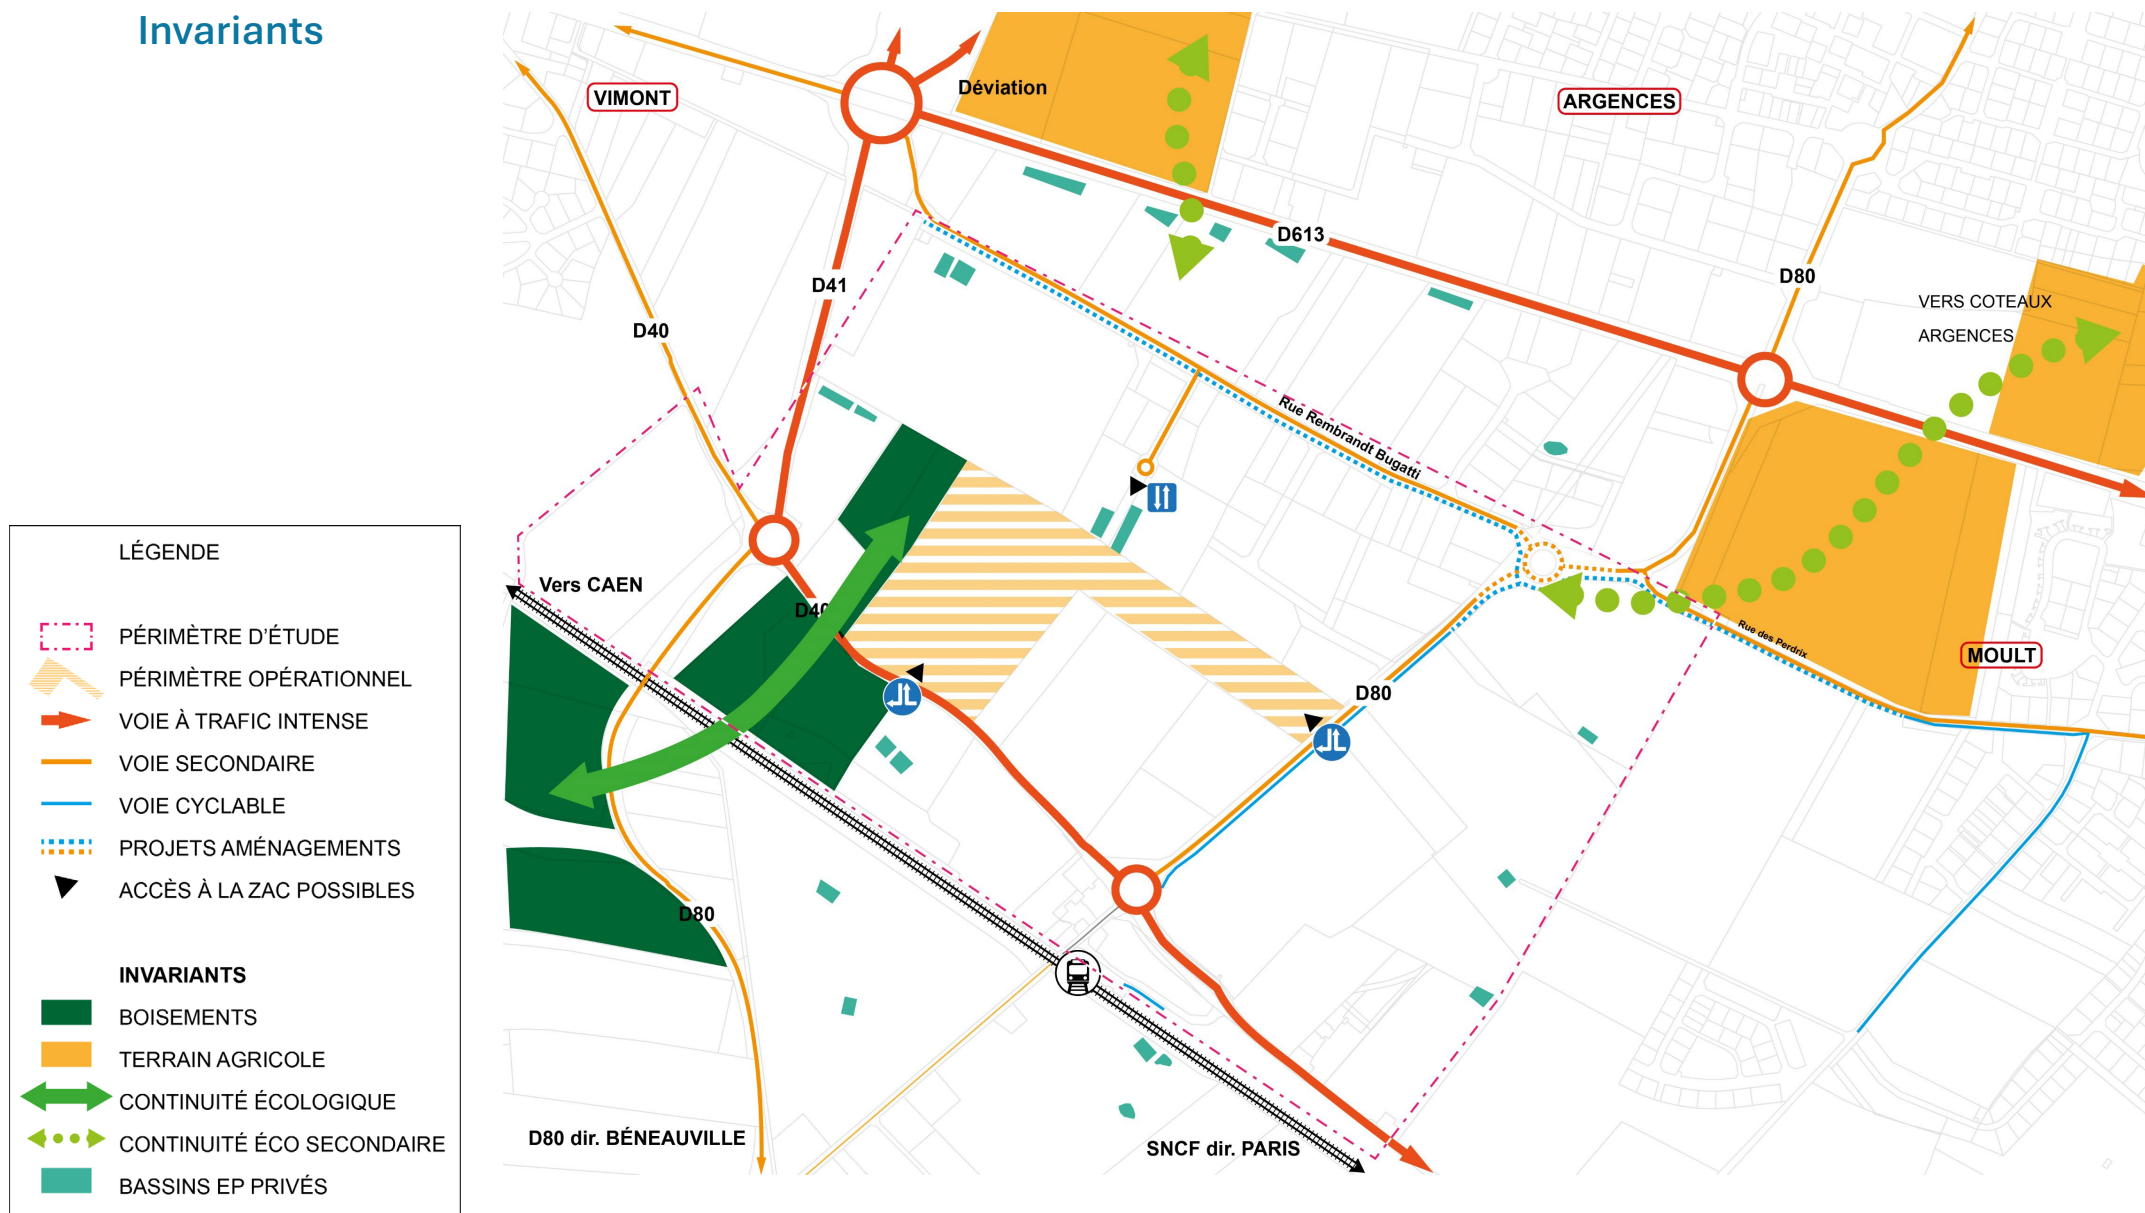 Invariants
VIMONT
Déviation
ARGENCES
D613
D41
D80
D40
VERS COTEAUX
ARGENCES
Rue Rembrandt Bugatti
Vers CAEN
D40
Rue des Perdrix
MOULT
D80
D80
D80 dir. BÉNEAUVILLE
SNCF dir. PARIS
LÉGENDE
PÉRIMÈTRE D'ÉTUDE
PÉRIMÈTRE OPÉRATIONNEL
VOIE À TRAFIC INTENSE
VOIE SECONDAIRE
VOIE CYCLABLE
PROJETS AMÉNAGEMENTS
ACCÈS À LA ZAC POSSIBLES
INVARIANTS
BOISEMENTS
TERRAIN AGRICOLE
CONTINUITÉ ÉCOLOGIQUE
CONTINUITÉ ÉCO SECONDAIRE
BASSINS EP PRIVÉS